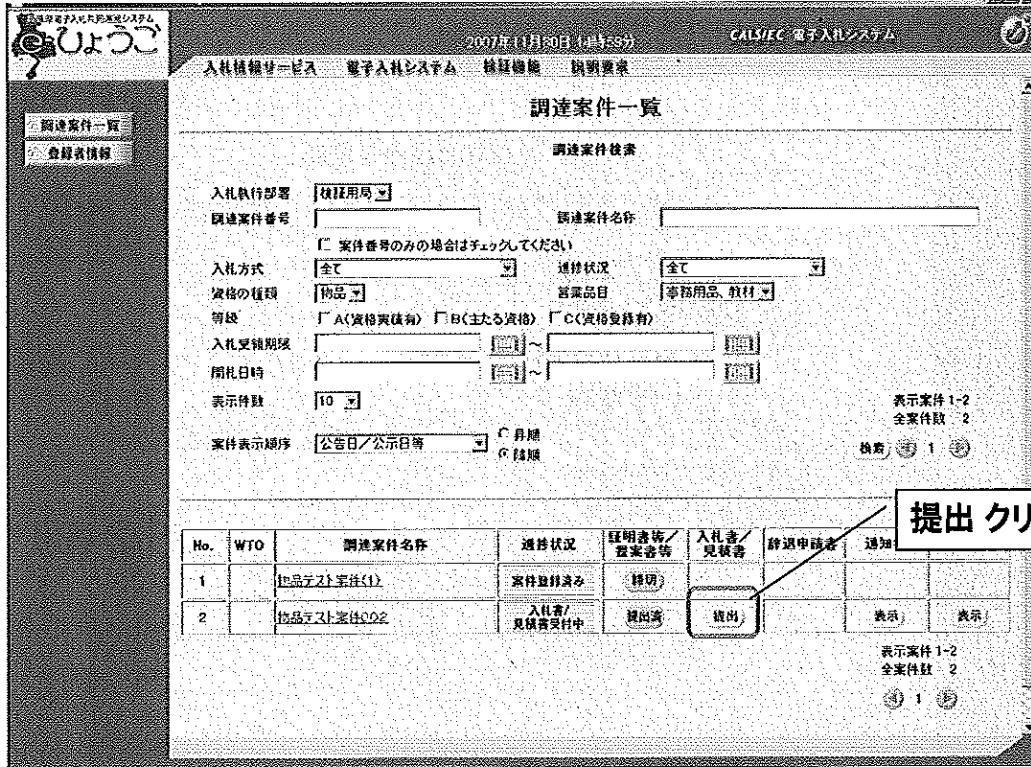 ひょうご
2007年11月30日 14時53分
CALS/EC 電子入札システム
入札情報サービス 電子入札システム 検証機能 説明要求
調達案件一覧
登録者情報
調達案件一覧
調達案件検索
入札執行部署 検証用局
調達案件番号 調達案件名称
案件番号のみの場合はチェックしてください
入札方式 全て 進捗状況 全て
資格の種類 物品 営業品目 事務用品、教材
等級 A(資格実績有) B(主たる資格) C(資格登録有)
入札受領期限 ~
開札日時 ~
表示件数 10
表示案件 1-2
全案件数 2
案件表示順序 公告日/公示日等 昇順
降順
検索 1
提出 クリ
No. WTO 調達案件名称 進捗状況 証明書等/提案書等 入札書/見積書 辞退申請書 通知
1 物品テスト案件(1) 案件登録済み
2 物品テスト案件002 入札書/見積書受付中 提出済 提出 表示 表示
表示案件 1-2
全案件数 2
1